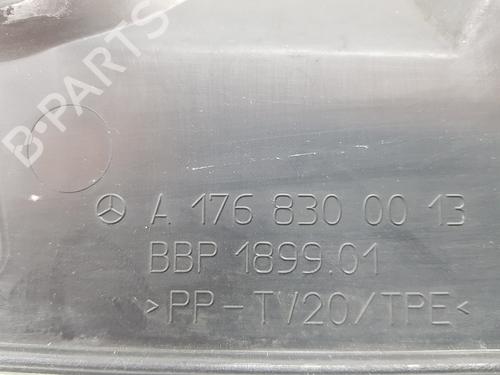 B-PARTS
A 176 830 00 13
BBP 1899.01
>PP-TV20/TPE<